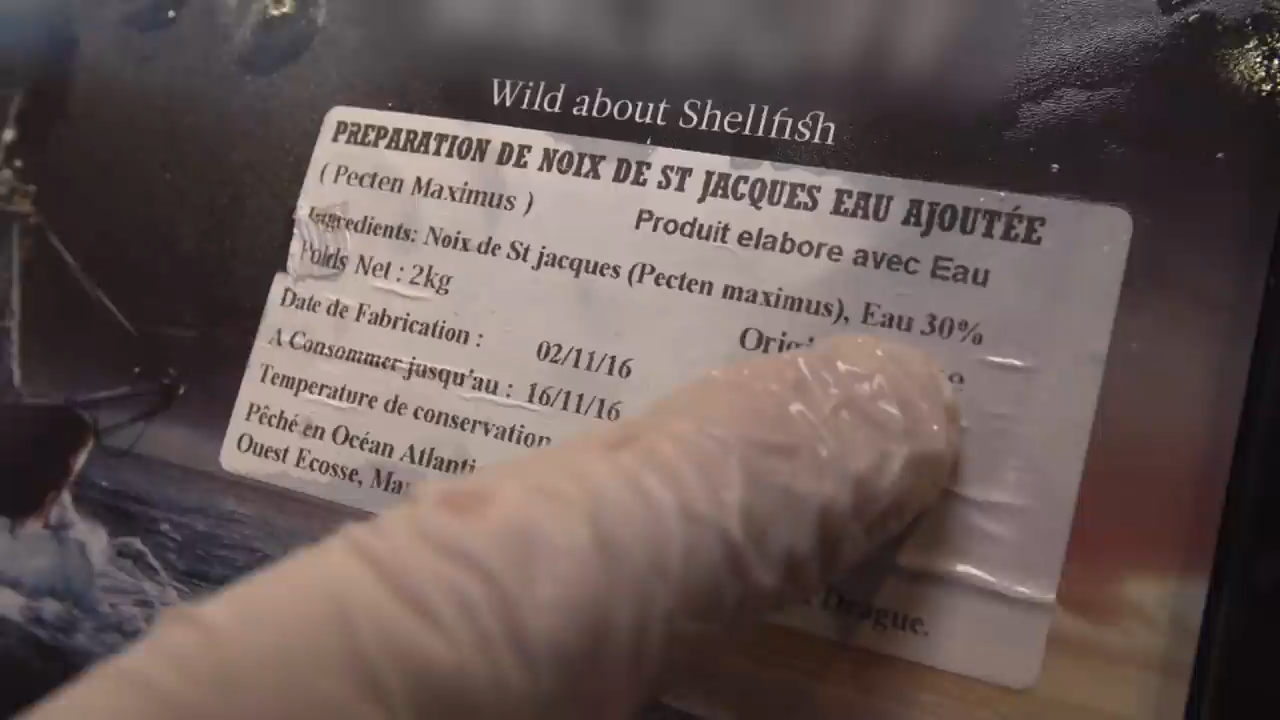 Wild about Shellfish
PREPARATION DE NOIX DE ST JACQUES EAU AJOUTÉE
( Pecten Maximus )
Produit elabore avec Eau
Ingredients: Noix de St jacques (Pecten maximus), Eau 30%
Poids Net : 2kg
Date de Fabrication : 02/11/16
A Consommer jusqu'au : 16/11/16
Temperature de conservation
Pêché en Océan
Ouest Ecosse,